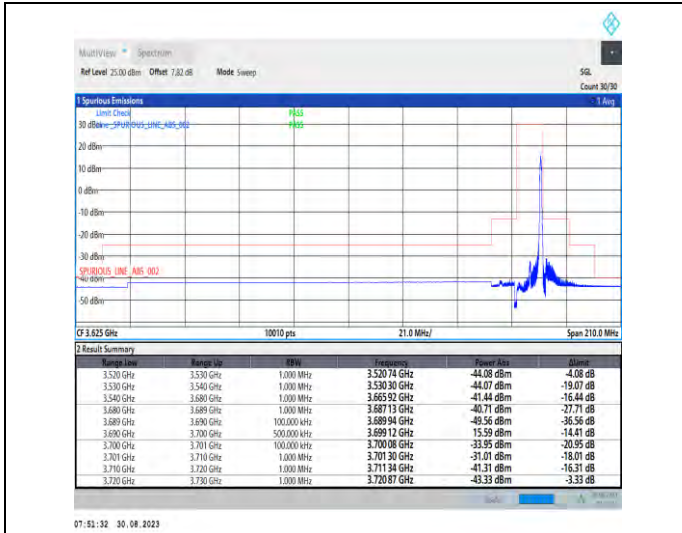 MultiView Spectrum
Ref Level 25.00 dBm Offset 7.82 dB Mode Sweep SGL
Count 30/30
1 Spurious Emissions 1 Avg
Limit Check PASS
30 dBm Line _SPURIOUS_LINE_ABS_002 PASS
20 dBm
10 dBm
0 dBm
-10 dBm
-20 dBm
-30 dBm
SPURIOUS_LINE_ABS_002
-40 dBm
-50 dBm
CF 3.625 GHz 10010 pts 21.0 MHz/ Span 210.0 MHz
2 Result Summary
Range Low Range Up RBW Frequency Power Abs ΔLimit
3.520 GHz 3.530 GHz 1.000 MHz 3.520 74 GHz -44.08 dBm -4.08 dB
3.530 GHz 3.540 GHz 1.000 MHz 3.530 30 GHz -44.07 dBm -19.07 dB
3.540 GHz 3.680 GHz 1.000 MHz 3.665 92 GHz -41.44 dBm -16.44 dB
3.680 GHz 3.689 GHz 1.000 MHz 3.687 13 GHz -40.71 dBm -27.71 dB
3.689 GHz 3.690 GHz 100.000 kHz 3.689 94 GHz -49.56 dBm -36.56 dB
3.690 GHz 3.700 GHz 500.000 kHz 3.699 12 GHz 15.59 dBm -14.41 dB
3.700 GHz 3.701 GHz 100.000 kHz 3.700 08 GHz -33.95 dBm -20.95 dB
3.701 GHz 3.710 GHz 1.000 MHz 3.701 30 GHz -31.01 dBm -18.01 dB
3.710 GHz 3.720 GHz 1.000 MHz 3.711 34 GHz -41.31 dBm -16.31 dB
3.720 GHz 3.730 GHz 1.000 MHz 3.720 87 GHz -43.33 dBm -3.33 dB
07:51:32 30.08.2023